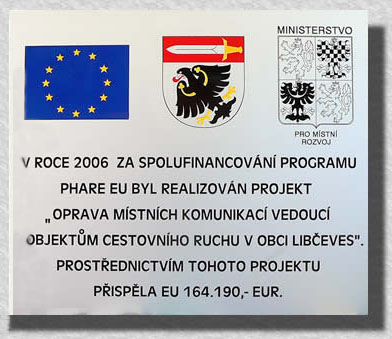 MINISTERSTVO
PRO MÍSTNÍ
ROZVOJ
V ROCE 2006 ZA SPOLUFINANCOVÁNÍ PROGRAMU
PHARE EU BYL REALIZOVÁN PROJEKT
„OPRAVA MÍSTNÍCH KOMUNIKACÍ VEDOUCÍ
OBJEKTŮM CESTOVNÍHO RUCHU V OBCI LIBČEVES".
PROSTŘEDNICTVIM TOHOTO PROJEKTU
PŘISPĚLA EU 164.190,- EUR.